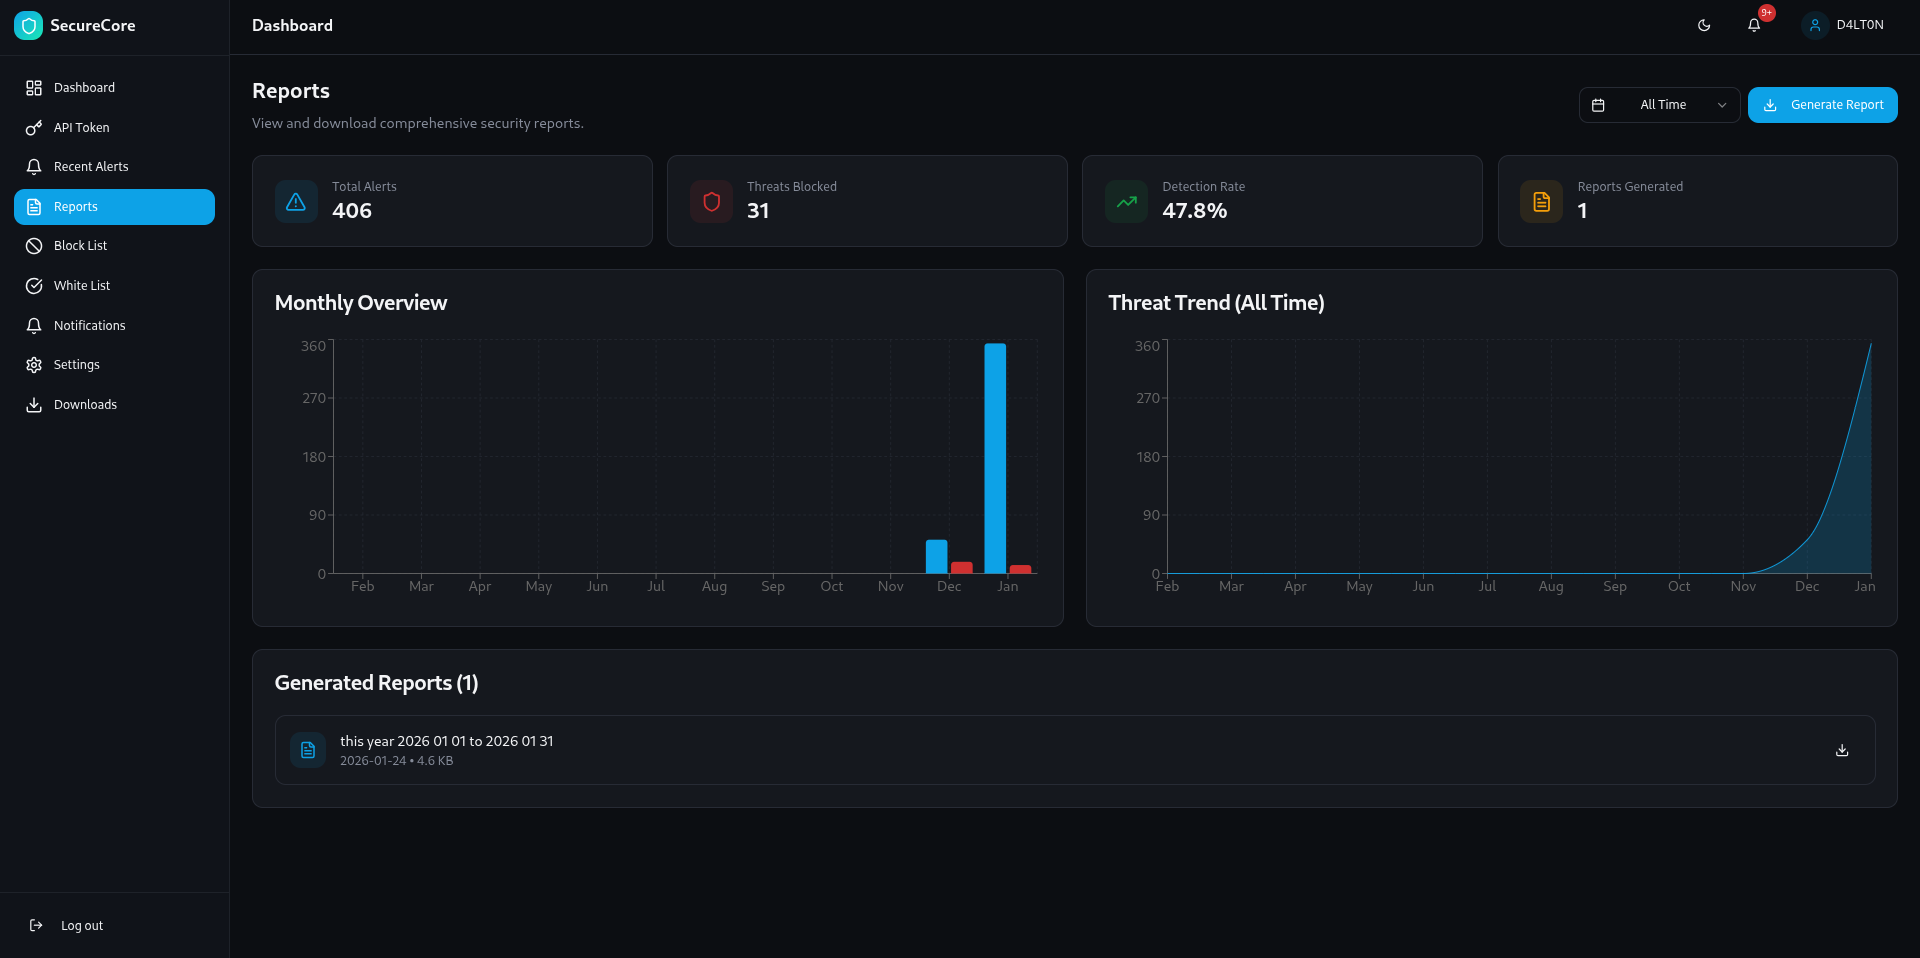 SecureCore
Dashboard
9+
D4LT0N
Dashboard
API Token
Recent Alerts
Reports
Block List
White List
Notifications
Settings
Downloads
Log out
Reports
View and download comprehensive security reports.
All Time
Generate Report
Total Alerts
406
Threats Blocked
31
Detection Rate
47.8%
Reports Generated
1
Monthly Overview
360
270
180
90
0
Feb Mar Apr May Jun Jul Aug Sep Oct Nov Dec Jan
Threat Trend (All Time)
360
270
180
90
0
Feb Mar Apr May Jun Jul Aug Sep Oct Nov Dec Jan
Generated Reports (1)
this year 2026 01 01 to 2026 01 31
2026-01-24 • 4.6 KB